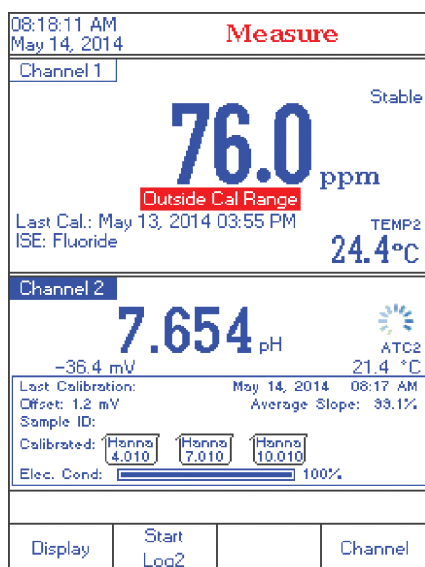 08:18:11 AM
May 14, 2014
Measure
Channel 1
Stable
76.0 ppm
Outside Cal Range
Last Cal.: May 13, 2014 03:55 PM
ISE: Fluoride
TEMP2
24.4°C
Channel 2
7.654 pH
-36.4 mV
ATC2
21.4 °C
Last Calibration: May 14, 2014 08:17 AM
Offset: 1.2 mV Average Slope: 99.1%
Sample ID:
Calibrated: Hanna 4.010 Hanna 7.010 Hanna 10.010
Elec. Cond: 100%
Display
Start Log2
Channel